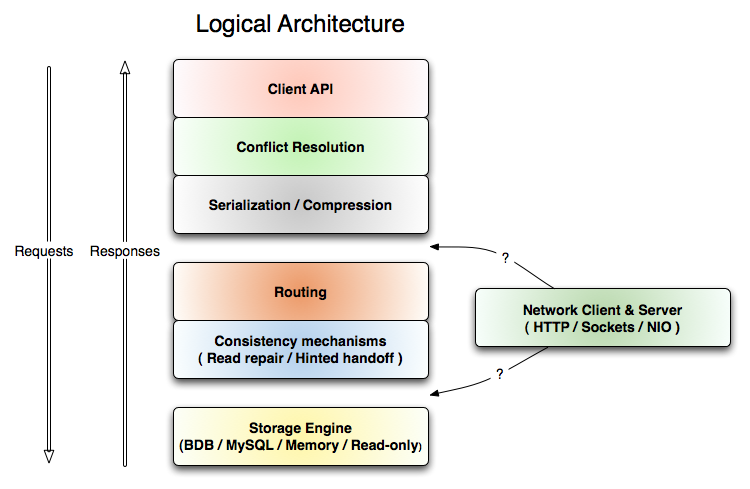 Logical Architecture
Client API
Conflict Resolution
Serialization / Compression
Requests
Responses
?
Routing
Network Client & Server
( HTTP / Sockets / NIO )
Consistency mechanisms
( Read repair / Hinted handoff )
?
Storage Engine
(BDB / MySQL / Memory / Read-only)